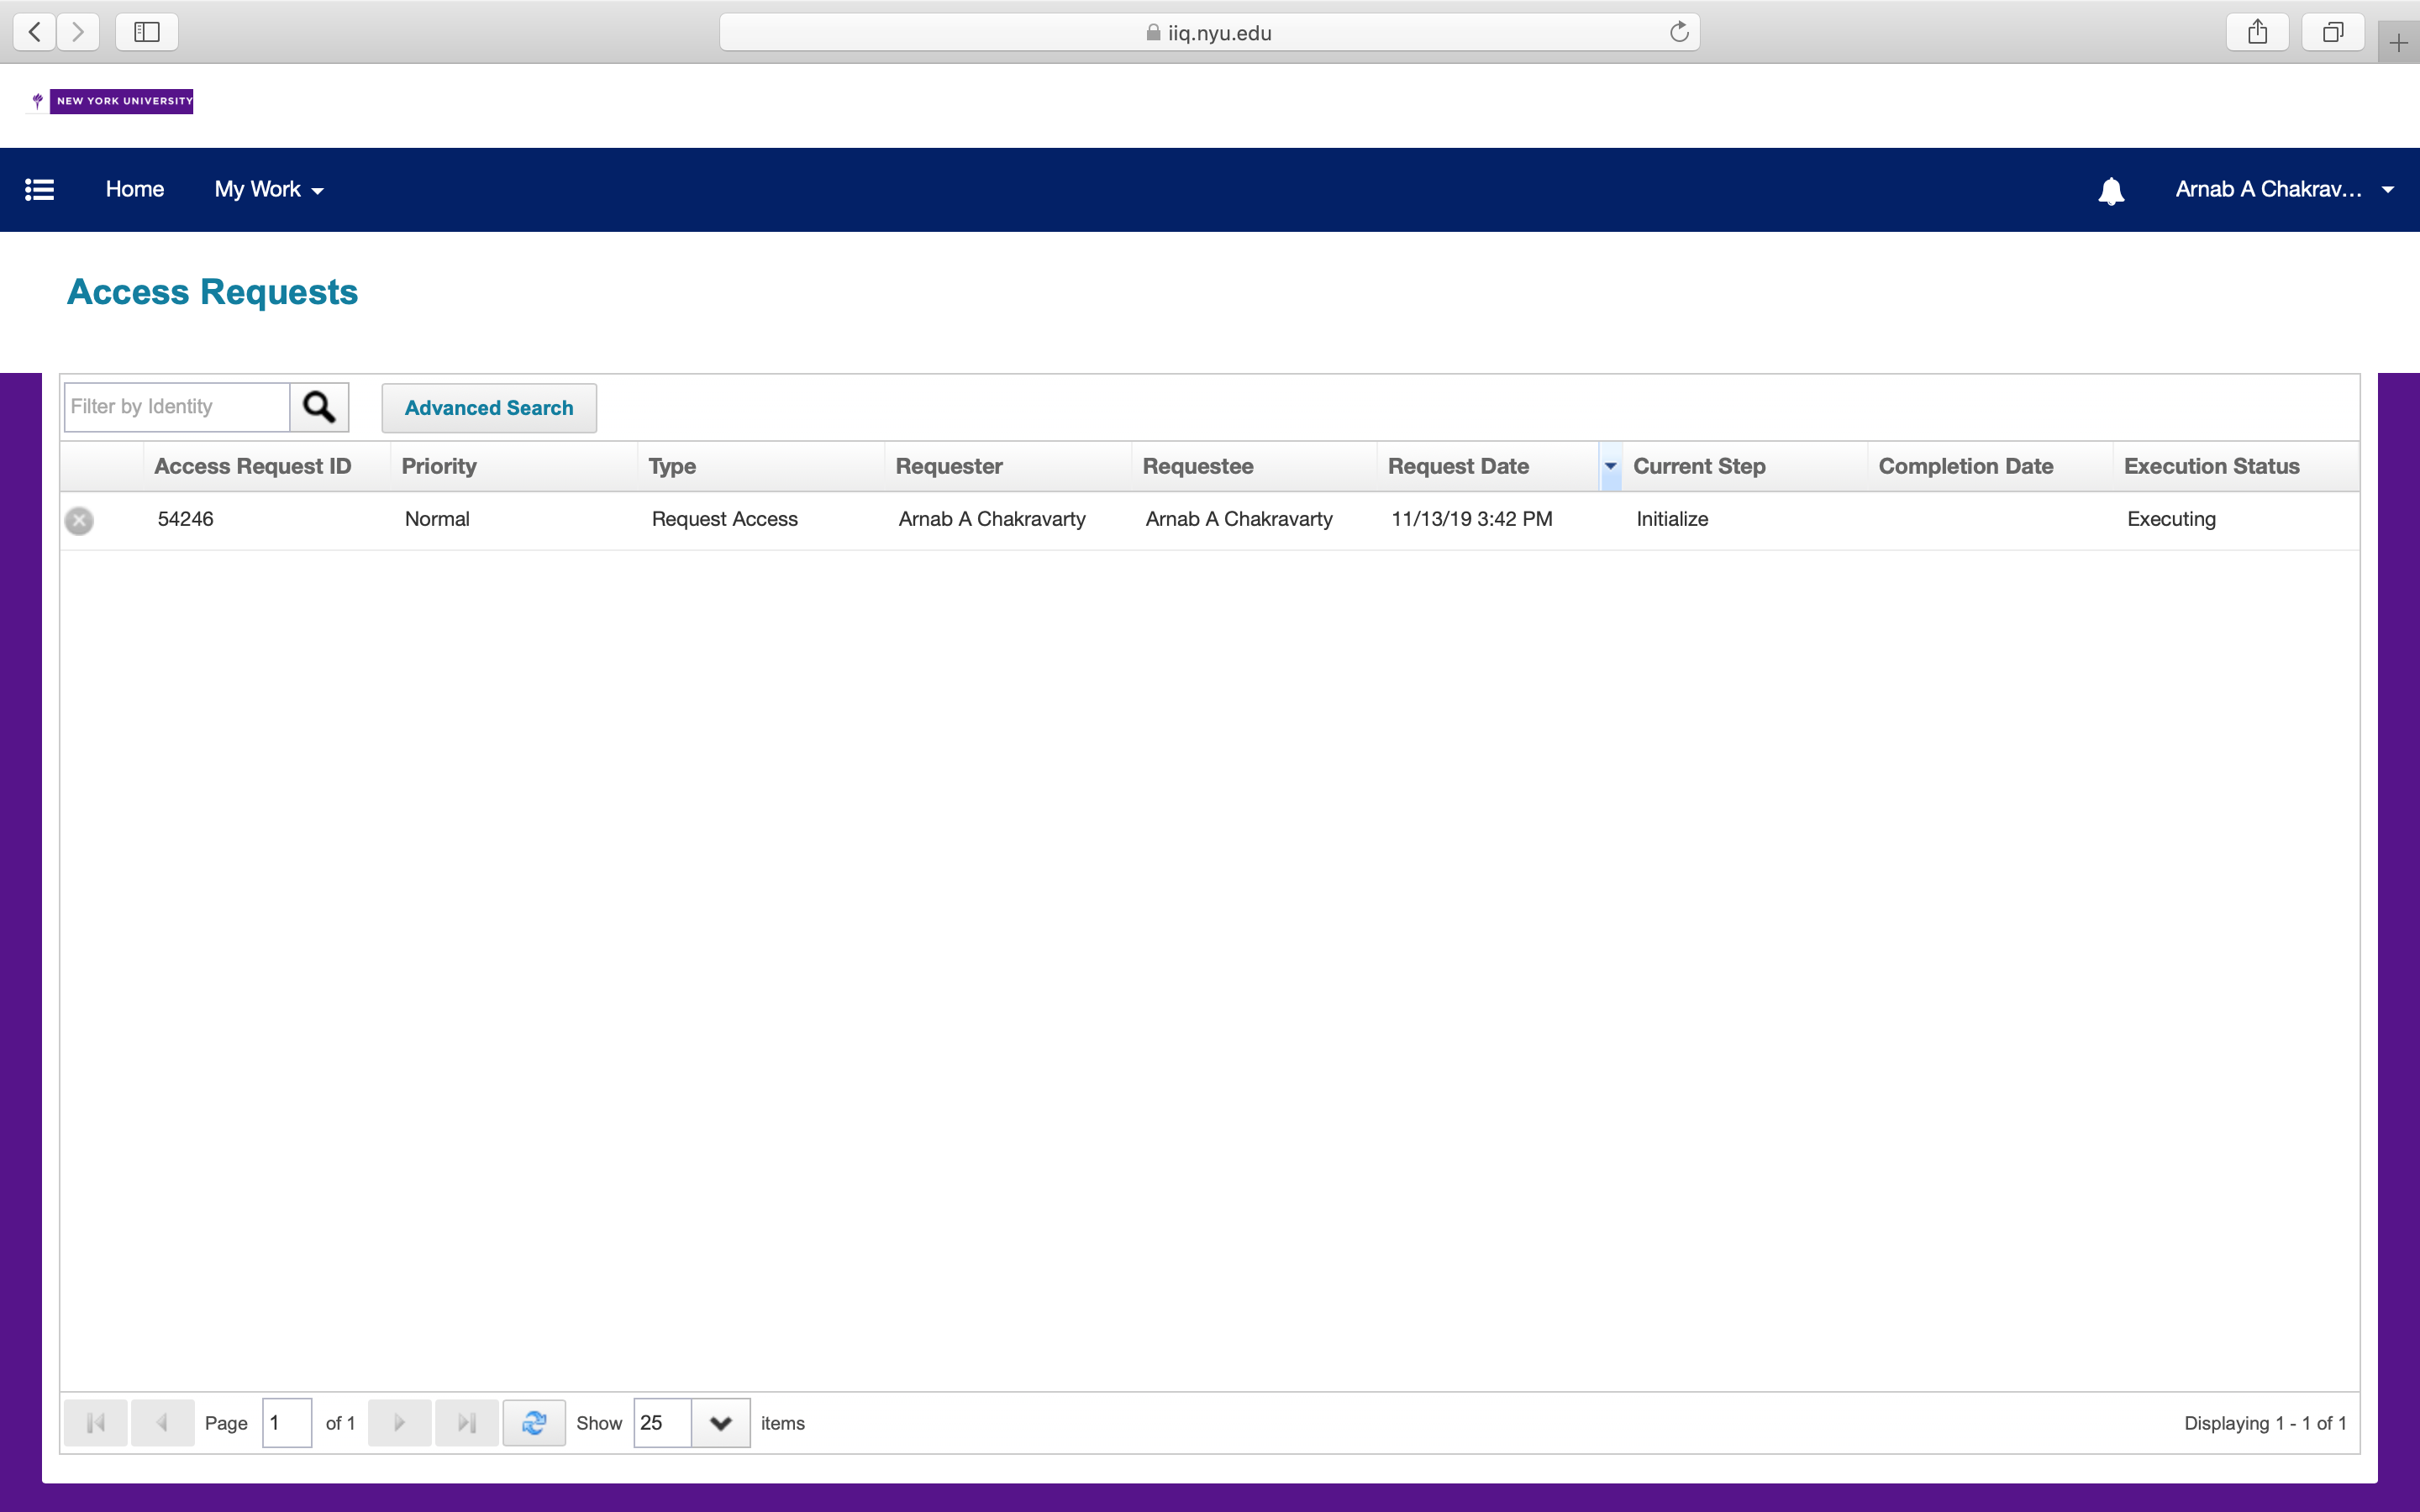 iiq.nyu.edu
NEW YORK UNIVERSITY
Home My Work Arnab A Chakrav...
Access Requests
Filter by Identity Advanced Search
Access Request ID Priority Type Requester Requestee Request Date Current Step Completion Date Execution Status
54246 Normal Request Access Arnab A Chakravarty Arnab A Chakravarty 11/13/19 3:42 PM Initialize Executing
Page 1 of 1 Show 25 items Displaying 1 - 1 of 1